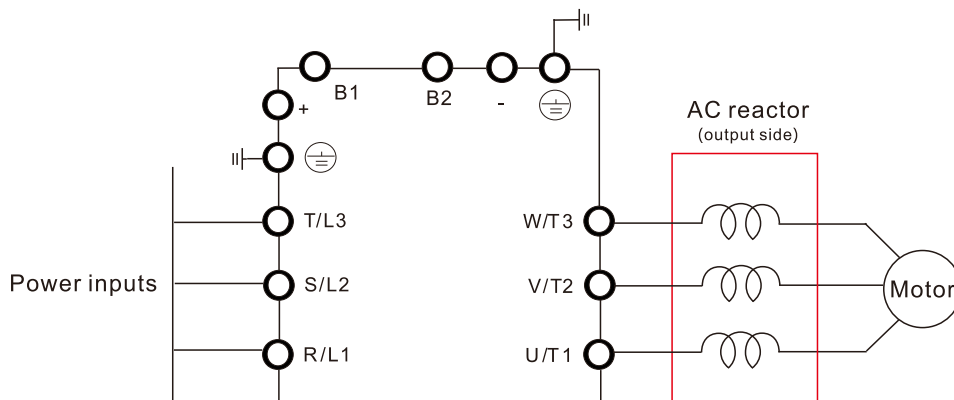 B1
B2
-
+
AC reactor
(output side)
T/L3
W/T3
Power inputs
S/L2
V/T2
Motor
R/L1
U/T1